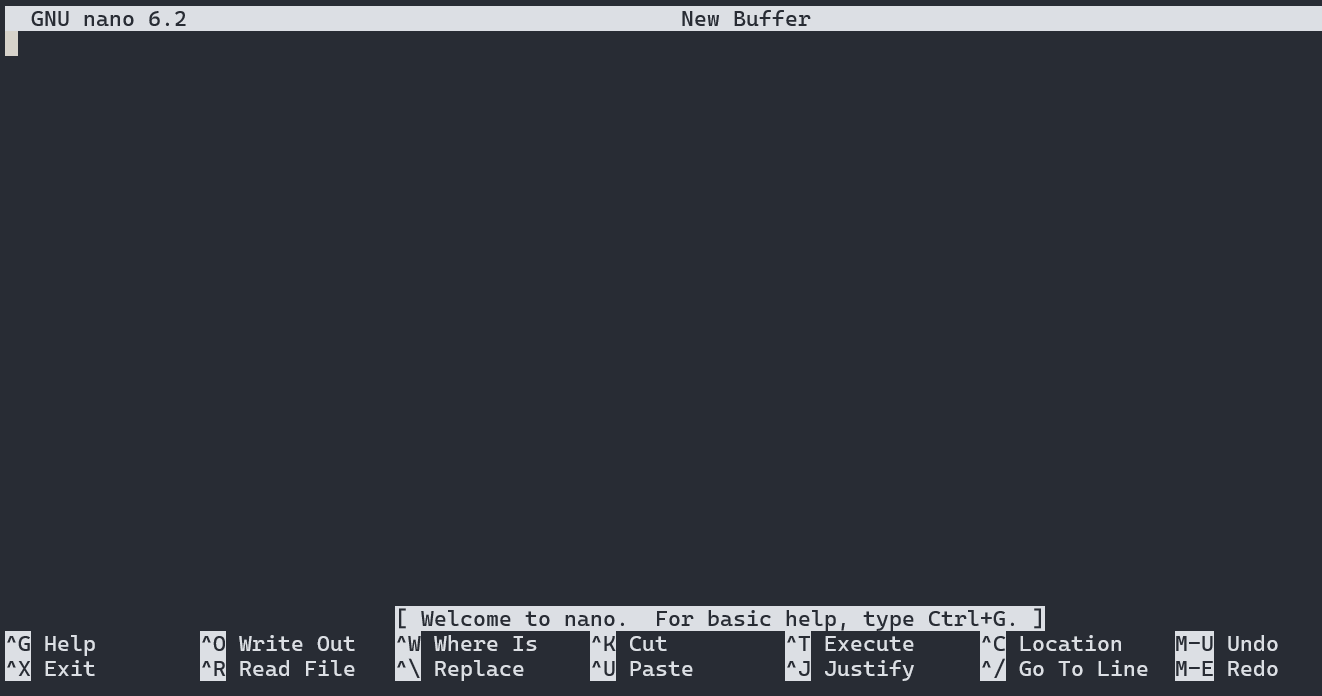 GNU nano 6.2 New Buffer
[ Welcome to nano.  For basic help, type Ctrl+G. ]
^G Help ^O Write Out ^W Where Is ^K Cut ^T Execute ^C Location M-U Undo
^X Exit ^R Read File ^\ Replace ^U Paste ^J Justify ^/ Go To Line M-E Redo